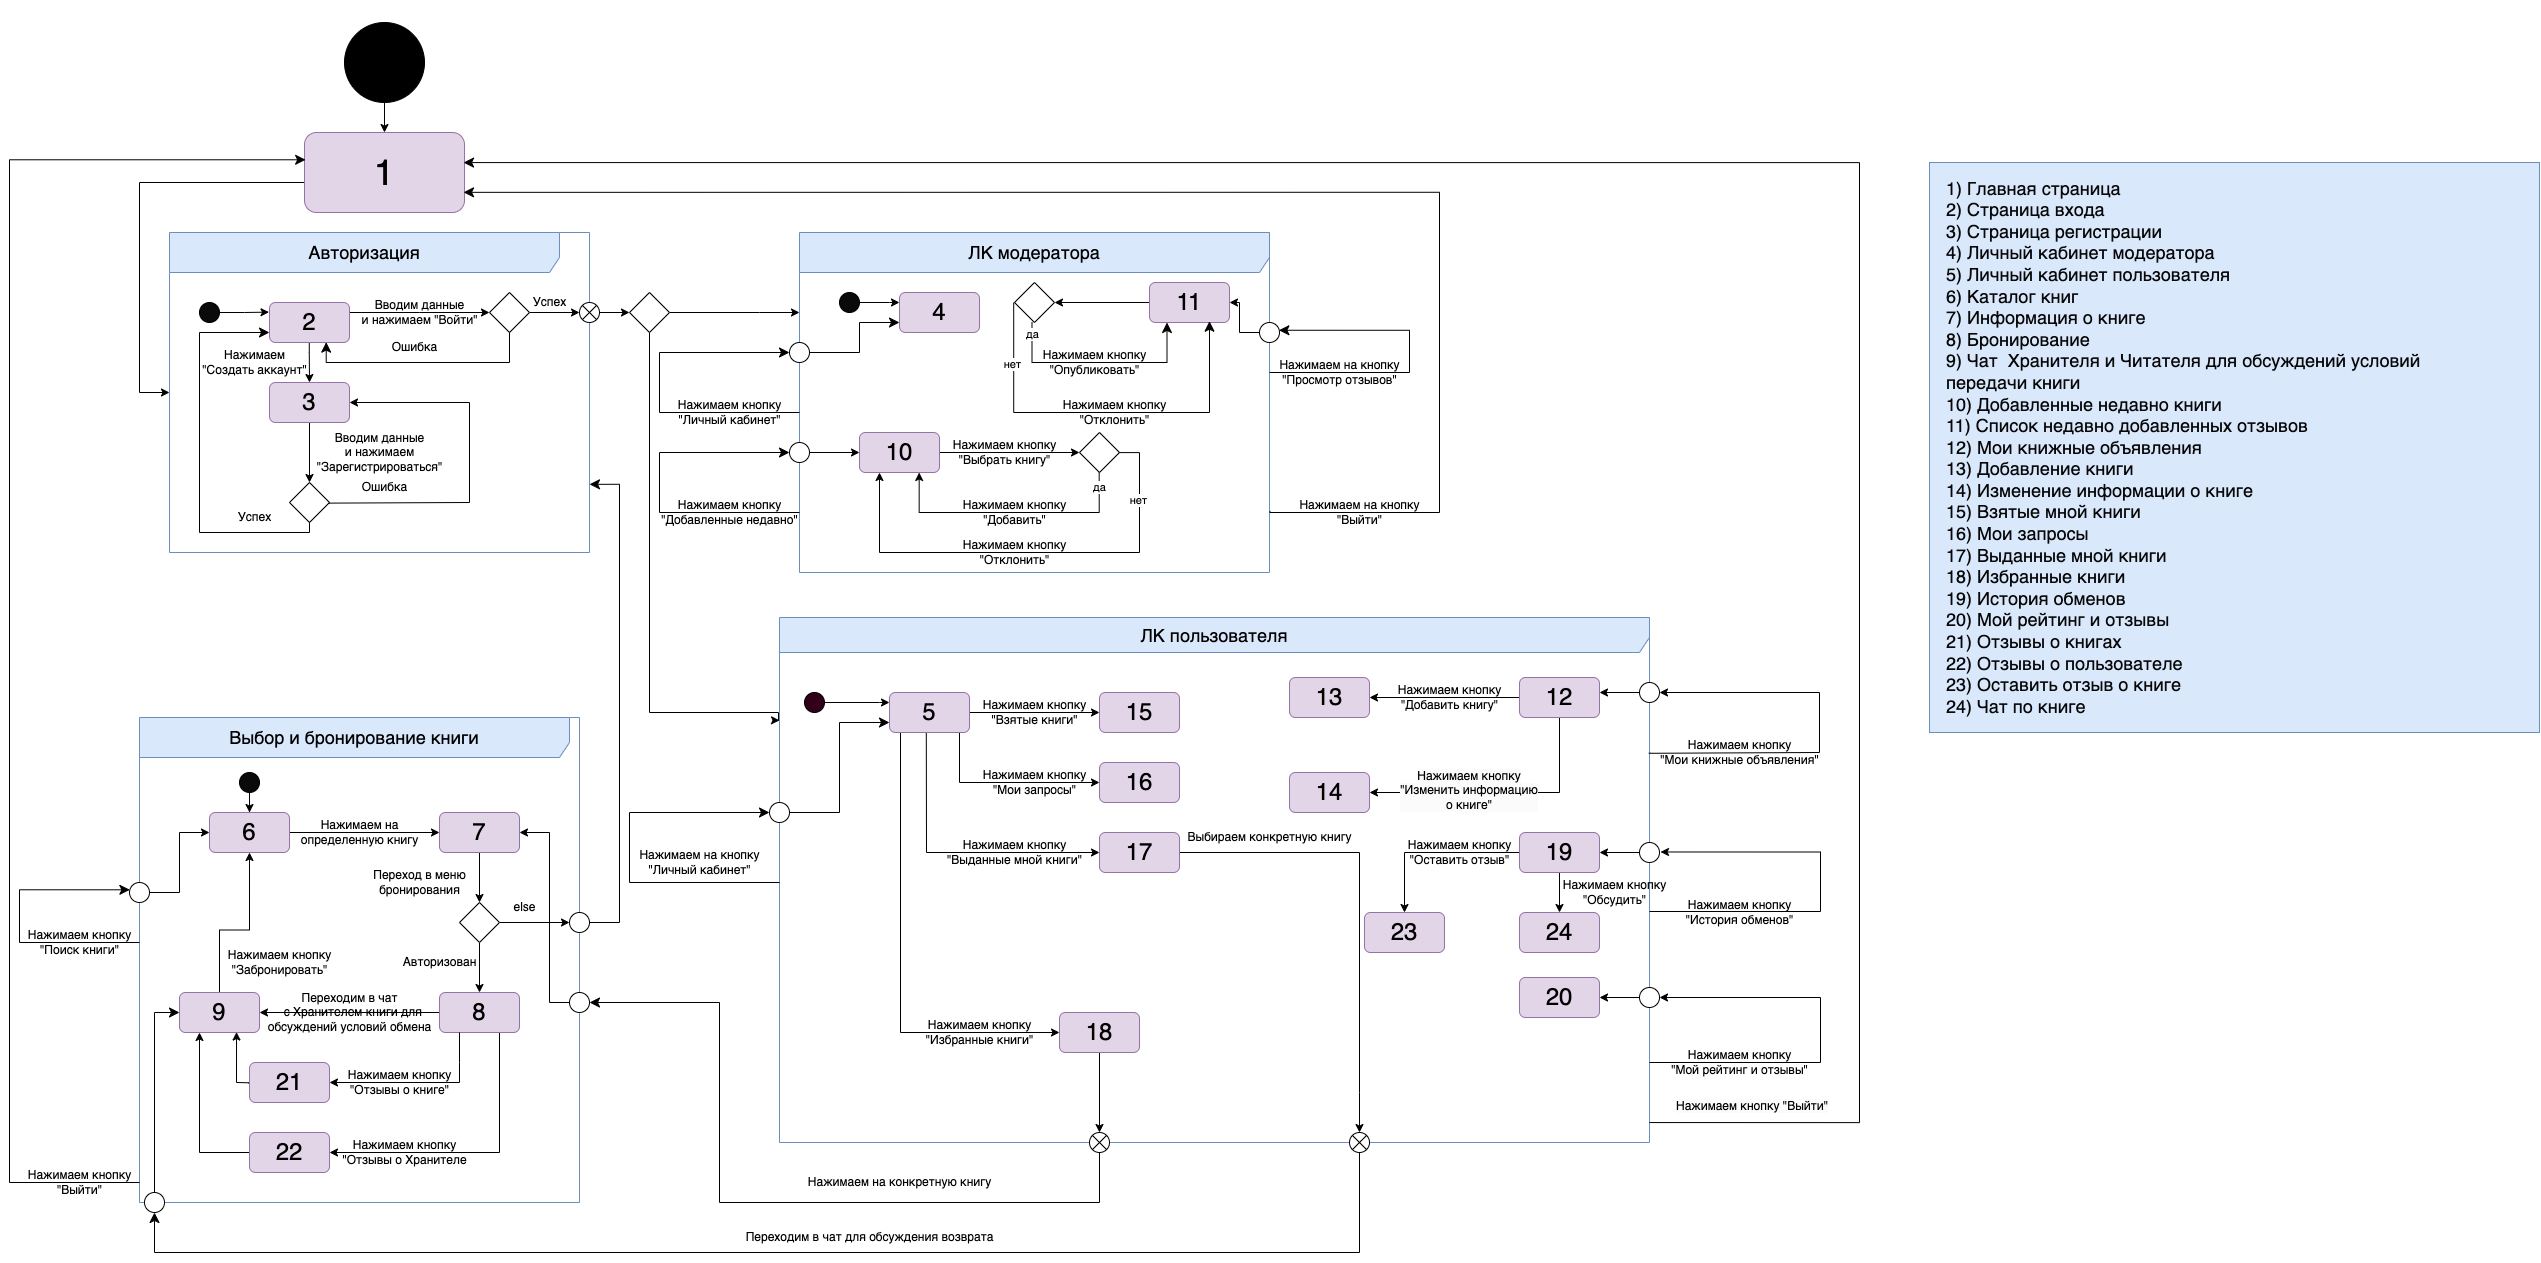 1
Авторизация
2
Вводим данные
и нажимаем "Войти"
Успех
Ошибка
Нажимаем
"Создать аккаунт"
3
Вводим данные
и нажимаем
"Зарегистрироваться"
Ошибка
Успех
ЛК модератора
4
11
да
нет
Нажимаем кнопку
"Опубликовать"
Нажимаем кнопку
"Отклонить"
Нажимаем на кнопку
"Просмотр отзывов"
Нажимаем кнопку
"Личный кабинет"
10
Нажимаем кнопку
"Выбрать книгу"
да
нет
Нажимаем кнопку
"Добавить"
Нажимаем кнопку
"Отклонить"
Нажимаем кнопку
"Добавленные недавно"
Нажимаем на кнопку
"Выйти"
ЛК пользователя
5
Нажимаем кнопку
"Взятые книги"
15
Нажимаем кнопку
"Мои запросы"
16
Нажимаем кнопку
"Выданные мной книги"
17
Выбираем конкретную книгу
Нажимаем кнопку
"Избранные книги"
18
13
Нажимаем кнопку
"Добавить книгу"
12
14
Нажимаем кнопку
"Изменить информацию
о книге"
Нажимаем кнопку
"Мои книжные объявления"
Нажимаем кнопку
"Оставить отзыв"
19
Нажимаем кнопку
"Обсудить"
23
24
Нажимаем кнопку
"История обменов"
20
Нажимаем кнопку
"Мой рейтинг и отзывы"
Нажимаем кнопку "Выйти"
Нажимаем на кнопку
"Личный кабинет"
Выбор и бронирование книги
6
Нажимаем на
определенную книгу
7
Переход в меню
бронирования
else
Авторизован
Нажимаем кнопку
"Поиск книги"
Нажимаем кнопку
"Забронировать"
9
Переходим в чат
с Хранителем книги для
обсуждений условий обмена
8
21
Нажимаем кнопку
"Отзывы о книге"
22
Нажимаем кнопку
"Отзывы о Хранителе
Нажимаем кнопку
"Выйти"
Нажимаем на конкретную книгу
Переходим в чат для обсуждения возврата
1) Главная страница
2) Страница входа
3) Страница регистрации
4) Личный кабинет модератора
5) Личный кабинет пользователя
6) Каталог книг
7) Информация о книге
8) Бронирование
9) Чат  Хранителя и Читателя для обсуждений условий
передачи книги
10) Добавленные недавно книги
11) Список недавно добавленных отзывов
12) Мои книжные объявления
13) Добавление книги
14) Изменение информации о книге
15) Взятые мной книги
16) Мои запросы
17) Выданные мной книги
18) Избранные книги
19) История обменов
20) Мой рейтинг и отзывы
21) Отзывы о книгах
22) Отзывы о пользователе
23) Оставить отзыв о книге
24) Чат по книге